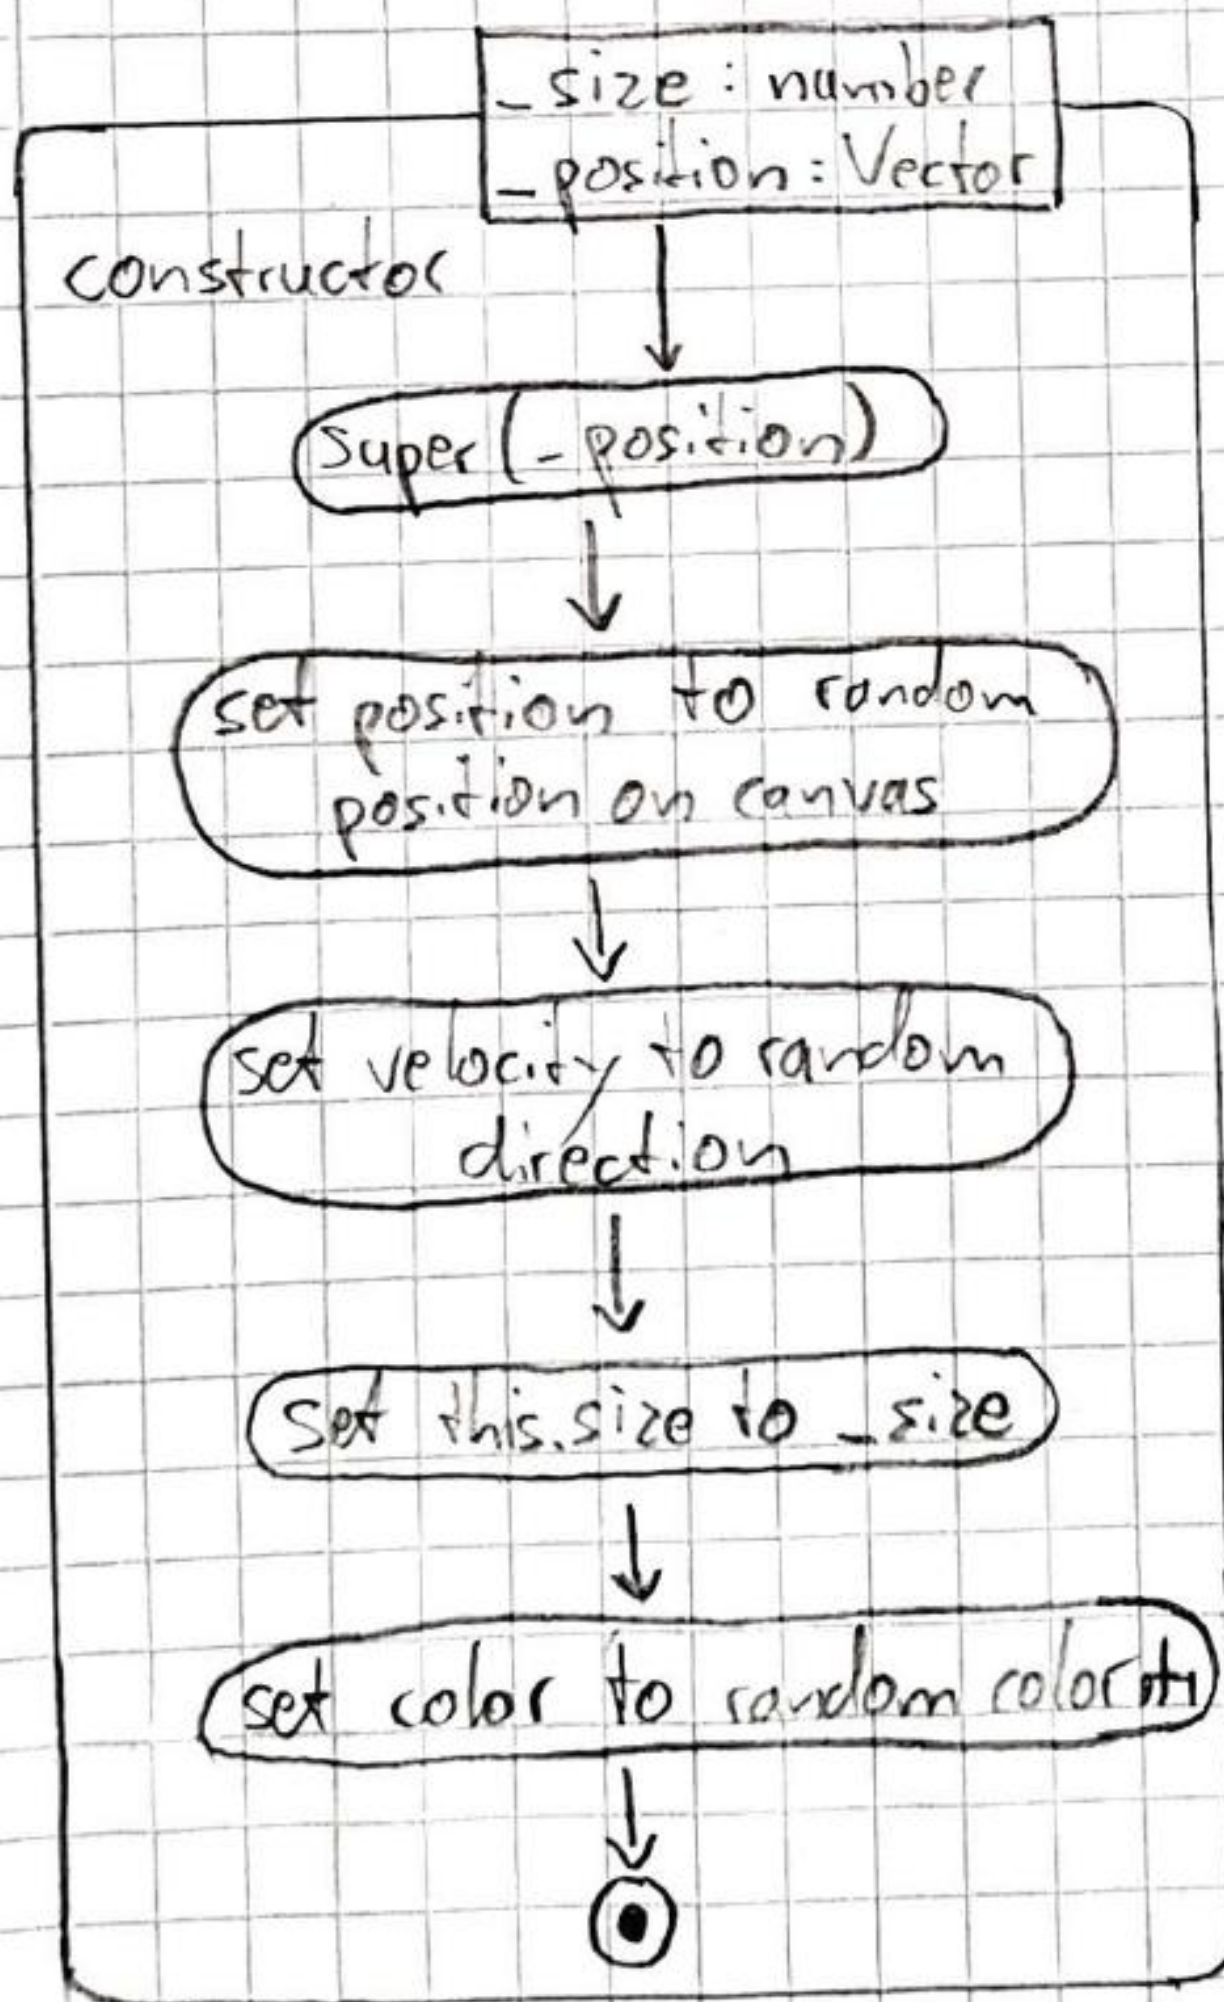 _size : number
_position : Vector
constructor
super(_position)
set position to random
position on canvas
set velocity to random
direction
set this.size to _size
set color to random color